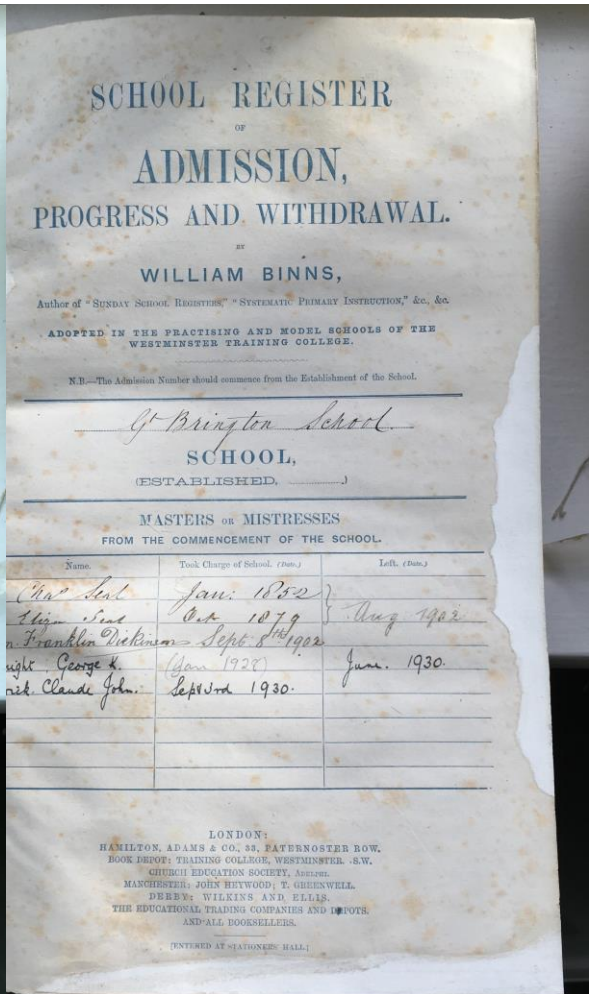 SCHOOL REGISTER
OF
ADMISSION,
PROGRESS AND WITHDRAWAL.
BY
WILLIAM BINNS,
Author of "SUNDAY SCHOOL REGISTERS," "SYSTEMATIC PRIMARY INSTRUCTION," &c., &c.
ADOPTED IN THE PRACTISING AND MODEL SCHOOLS OF THE
WESTMINSTER TRAINING COLLEGE.
N.B.—The Admission Number should commence from the Establishment of the School.
Gt Brington School.
SCHOOL,
(ESTABLISHED, ............)
MASTERS OR MISTRESSES
FROM THE COMMENCEMENT OF THE SCHOOL.
Name. Took Charge of School. (Date.) Left. (Date.)
Chas Seal Jan: 1852
Eliza Seal Oct 1879 Aug 1902
Franklin Dickinson Sept. 8th 1902
George K. (Jan 1928) June. 1930.
Claude John. Sept 3rd 1930.
LONDON:
HAMILTON, ADAMS & CO., 33, PATERNOSTER ROW.
BOOK DEPOT: TRAINING COLLEGE, WESTMINSTER. S.W.
CHURCH EDUCATION SOCIETY, ADELPHI.
MANCHESTER: JOHN HEYWOOD; T. GREENWELL.
DERBY: WILKINS AND ELLIS.
THE EDUCATIONAL TRADING COMPANIES AND DEPOTS.
AND ALL BOOKSELLERS.
[ENTERED AT STATIONERS' HALL.]